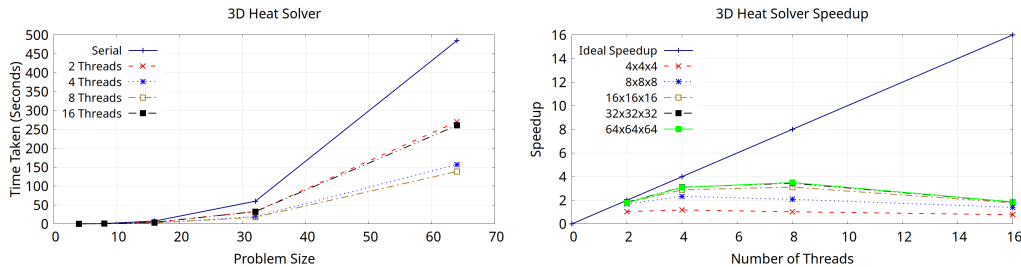 3D Heat Solver
Time Taken (Seconds)
500
450
400
350
300
250
200
150
100
50
0
Serial
2 Threads
4 Threads
8 Threads
16 Threads
0 10 20 30 40 50 60 70
Problem Size
3D Heat Solver Speedup
Speedup
16
14
12
10
8
6
4
2
0
Ideal Speedup
4x4x4
8x8x8
16x16x16
32x32x32
64x64x64
0 2 4 6 8 10 12 14 16
Number of Threads